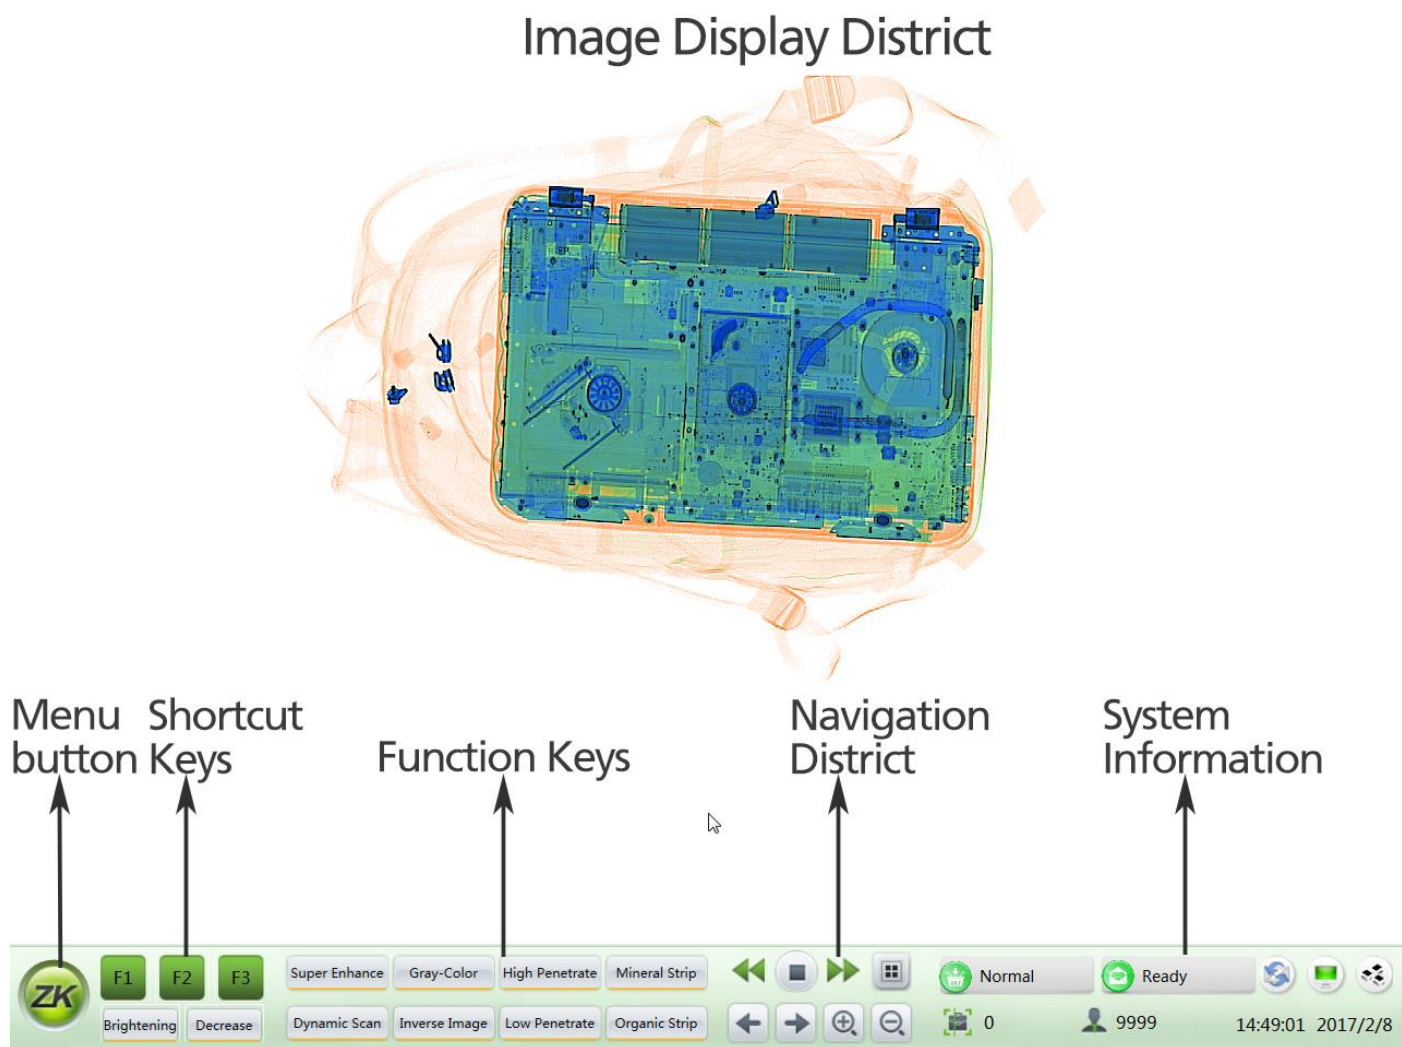 Image Display District
Menu button
Shortcut Keys
Function Keys
Navigation District
System Information
ZK
F1 F2 F3
Brightening Decrease
Super Enhance Gray-Color High Penetrate Mineral Strip
Dynamic Scan Inverse Image Low Penetrate Organic Strip
Normal Ready
0 9999 14:49:01 2017/2/8